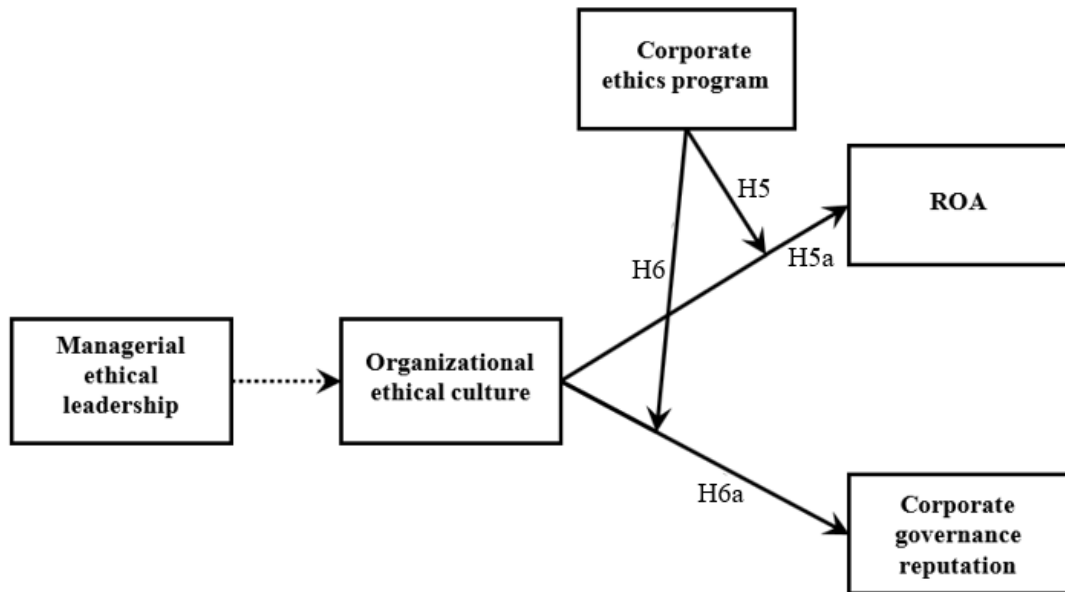 Corporate
ethics program
H5
ROA
H5a
H6
Managerial
ethical
leadership
Organizational
ethical culture
H6a
Corporate
governance
reputation